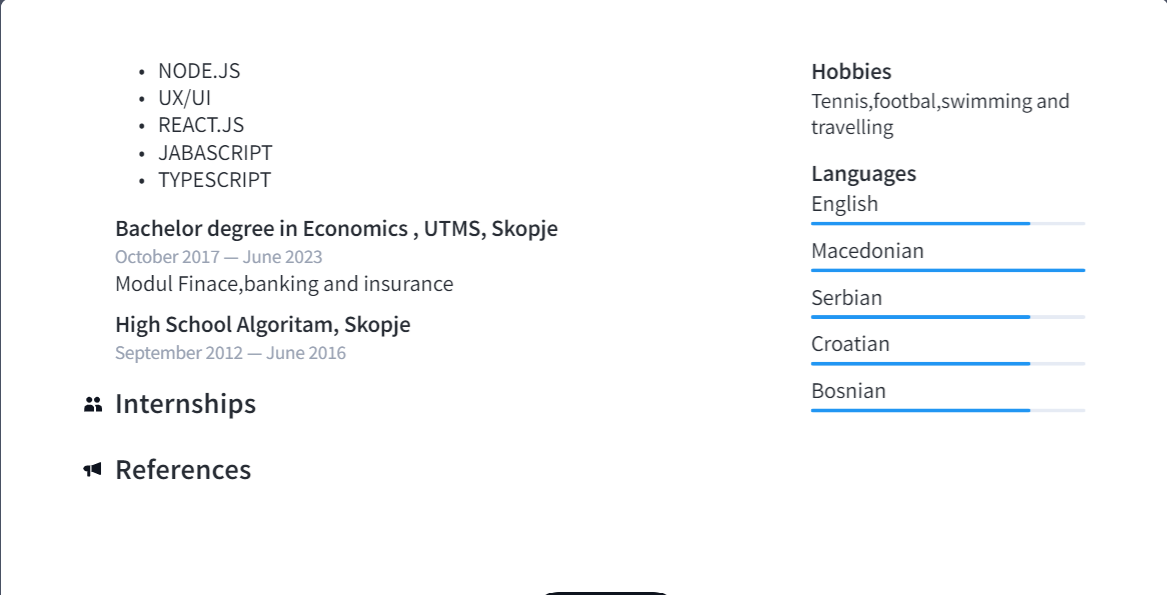 • NODE.JS
• UX/UI
• REACT.JS
• JABASCRIPT
• TYPESCRIPT
Bachelor degree in Economics , UTMS, Skopje
October 2017 — June 2023
Modul Finace,banking and insurance
High School Algoritam, Skopje
September 2012 — June 2016
Internships
References
Hobbies
Tennis,footbal,swimming and
travelling
Languages
English
Macedonian
Serbian
Croatian
Bosnian